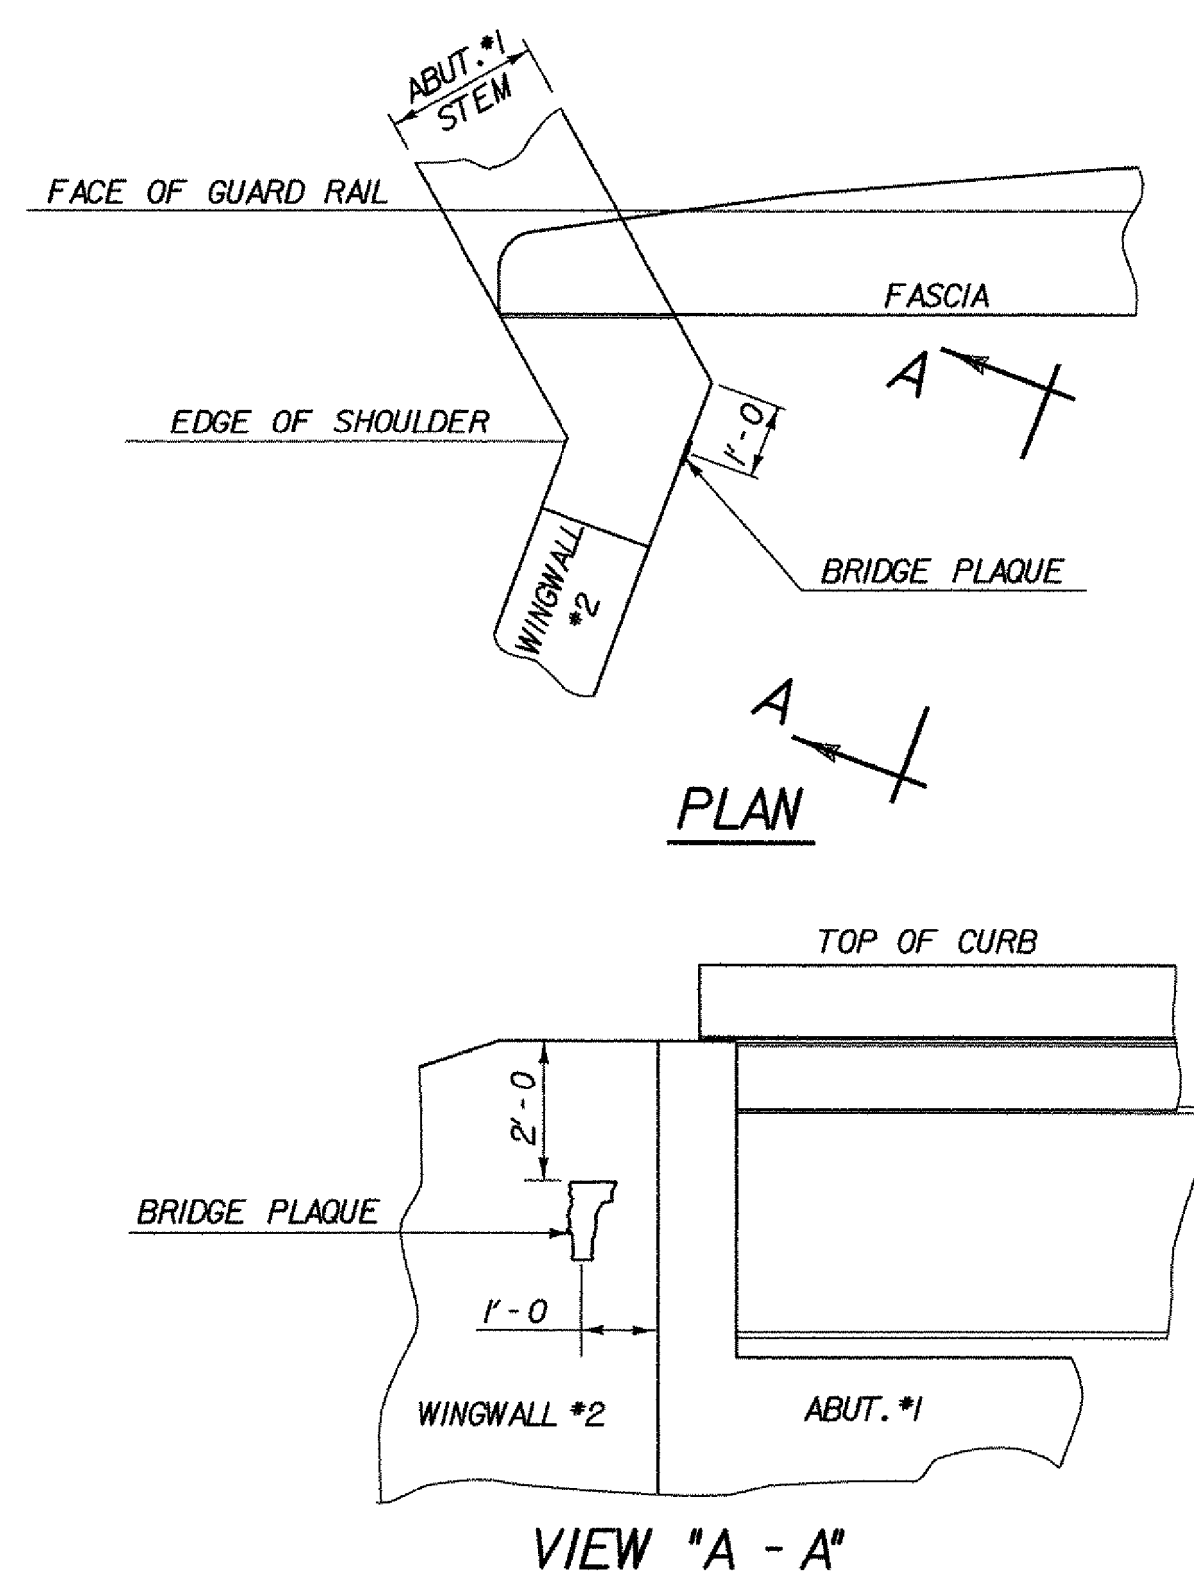 ABUT. #1
STEM
FACE OF GUARD RAIL
FASCIA
A
EDGE OF SHOULDER
1'-0
BRIDGE PLAQUE
WINGWALL
#2
A
PLAN
TOP OF CURB
2'-0
BRIDGE PLAQUE
1'-0
WINGWALL #2
ABUT. #1
VIEW "A - A"